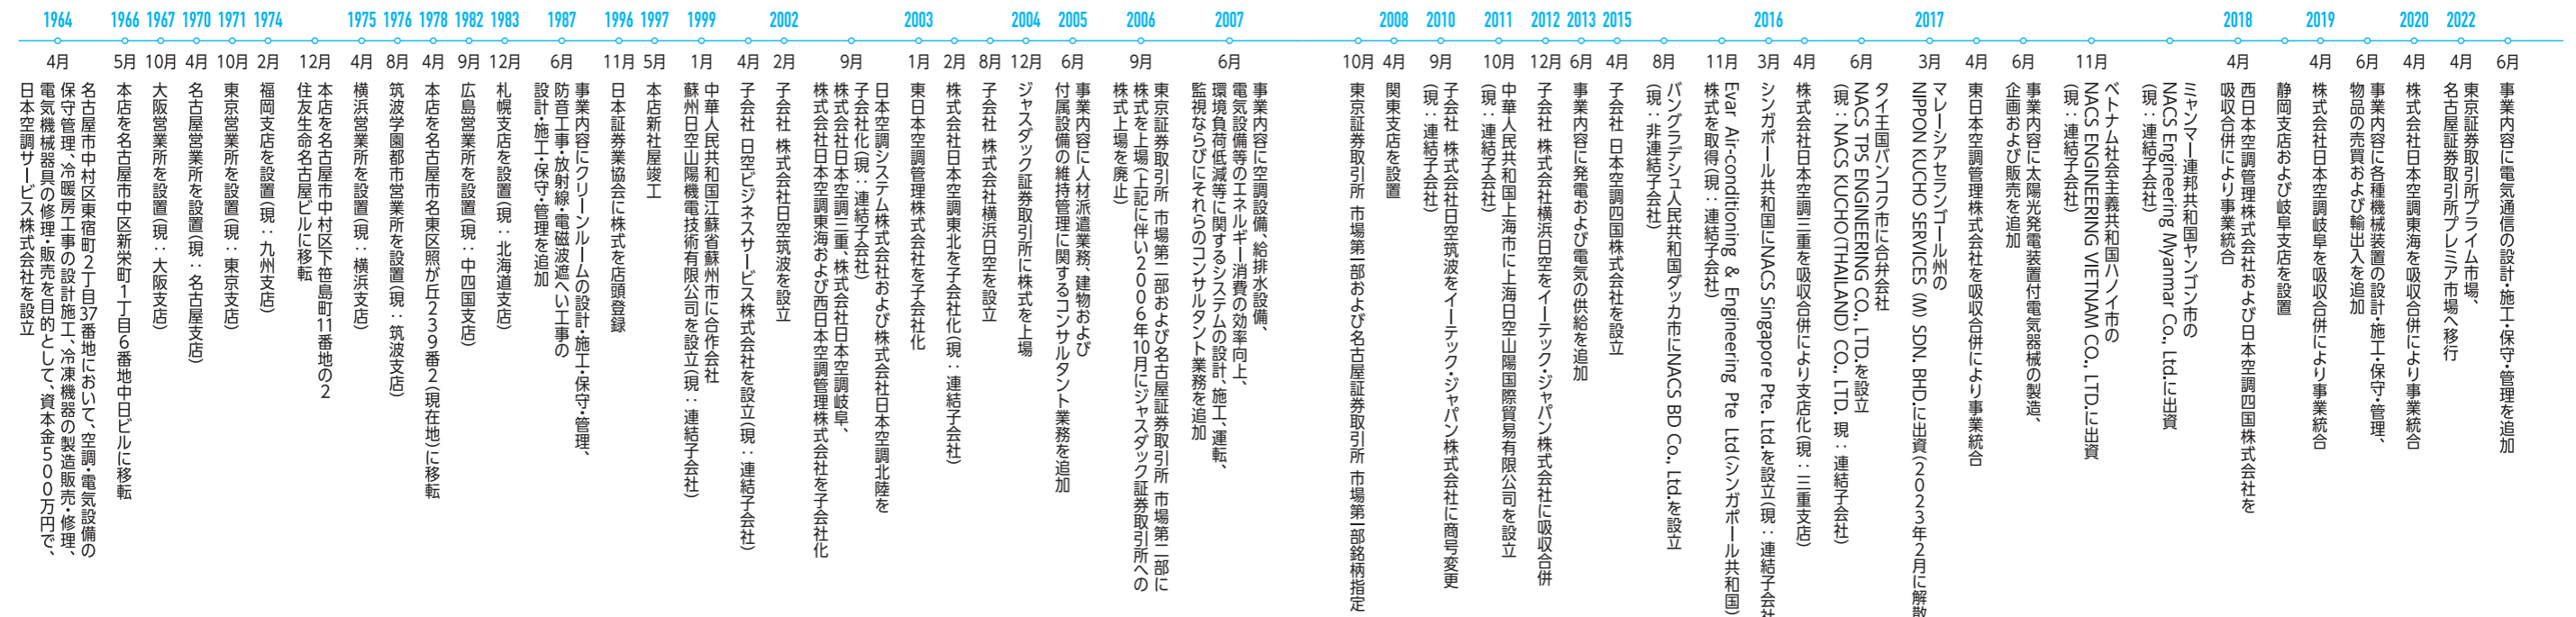 1964
4月
名古屋市中村区東宿町2丁目37番地において、空調・電気設備の
保守管理、冷暖房工事の設計施工、冷凍機器の製造販売・修理、
電気機械器具の修理・販売を目的として、資本金500万円で、
日本空調サービス株式会社を設立
1966
5月
本店を名古屋市中区新栄町1丁目6番地中日ビルに移転
1967
10月
大阪営業所を設置(現:大阪支店)
1970
4月
名古屋営業所を設置(現:名古屋支店)
1971
10月
東京営業所を設置(現:東京支店)
1974
2月
福岡支店を設置(現:九州支店)
12月
本店を名古屋市中村区下笹島町11番地の2
住友生命名古屋ビルに移転
1975
4月
横浜営業所を設置(現:横浜支店)
1976
8月
筑波学園都市営業所を設置(現:筑波支店)
1978
4月
本店を名古屋市名東区照が丘239番2(現在地)に移転
1982
9月
広島営業所を設置(現:中四国支店)
1983
12月
札幌支店を設置(現:北海道支店)
1987
6月
事業内容にクリーンルームの設計・施工・保守・管理、
防音工事・放射線・電磁波遮へい工事の
設計・施工・保守・管理を追加
1996
11月
日本証券業協会に株式を店頭登録
1997
5月
本店新社屋竣工
1999
1月
中華人民共和国江蘇省蘇州市に合作会社
蘇州日空山陽機電技術有限公司を設立(現:連結子会社)
4月
子会社 日空ビジネスサービス株式会社を設立(現:連結子会社)
2002
2月
子会社 株式会社日空筑波を設立
9月
日本空調システム株式会社および株式会社日本空調北陸を
子会社化(現:連結子会社)
株式会社日本空調三重、株式会社日本空調岐阜、
株式会社日本空調東海および西日本空調管理株式会社を子会社化
2003
1月
東日本空調管理株式会社を子会社化
2月
株式会社日本空調東北を子会社化(現:連結子会社)
8月
子会社 株式会社横浜日空を設立
2004
12月
ジャスダック証券取引所に株式を上場
2005
6月
事業内容に人材派遣業務、建物および
付属設備の維持管理に関するコンサルタント業務を追加
2006
9月
東京証券取引所 市場第二部および名古屋証券取引所 市場第二部に
株式を上場(上記に伴い2006年10月にジャスダック証券取引所への
株式上場を廃止)
2007
6月
事業内容に空調設備、給排水設備、
電気設備等のエネルギー消費の効率向上、
環境負荷低減等に関するシステムの設計、施工、運転、
監視ならびにそれらのコンサルタント業務を追加
10月
東京証券取引所 市場第一部および名古屋証券取引所 市場第一部銘柄指定
2008
4月
関東支店を設置
2010
9月
子会社 株式会社日空筑波をイーテック・ジャパン株式会社に商号変更
(現:連結子会社)
2011
10月
中華人民共和国上海市に上海日空山陽国際貿易有限公司を設立
(現:連結子会社)
2012
12月
子会社 株式会社横浜日空をイーテック・ジャパン株式会社に吸収合併
2013
6月
事業内容に発電および電気の供給を追加
2015
4月
子会社 日本空調四国株式会社を設立
8月
バングラデシュ人民共和国ダッカ市にNACS BD Co., Ltd.を設立
(現:非連結子会社)
11月
Evar Air-conditioning & Engineering Pte Ltd(シンガポール共和国)
株式を取得(現:連結子会社)
2016
3月
シンガポール共和国にNACS Singapore Pte. Ltd.を設立(現:連結子会社
4月
株式会社日本空調三重を吸収合併により支店化(現:三重支店)
6月
タイ王国バンコク市に合弁会社
NACS TPS ENGINEERING CO., LTD.を設立
(現:NACS KUCHO(THAILAND) CO., LTD. 現:連結子会社)
2017
3月
マレーシアセランゴール州の
NIPPON KUCHO SERVICES (M) SDN. BHD.に出資(2023年2月に解散
4月
東日本空調管理株式会社を吸収合併により事業統合
6月
事業内容に太陽光発電装置付電気器械の製造、
企画および販売を追加
11月
ベトナム社会主義共和国ハノイ市の
NACS ENGINEERING VIETNAM CO., LTD.に出資
(現:連結子会社)
ミャンマー連邦共和国ヤンゴン市の
NACS Engineering Myanmar Co., Ltd.に出資
(現:連結子会社)
2018
4月
西日本空調管理株式会社および日本空調四国株式会社を
吸収合併により事業統合
静岡支店および岐阜支店を設置
2019
4月
株式会社日本空調岐阜を吸収合併により事業統合
6月
事業内容に各種機械装置の設計・施工・保守・管理、
物品の売買および輸出入を追加
2020
4月
株式会社日本空調東海を吸収合併により事業統合
2022
4月
東京証券取引所プライム市場、
名古屋証券取引所プレミア市場へ移行
6月
事業内容に電気通信の設計・施工・保守・管理を追加